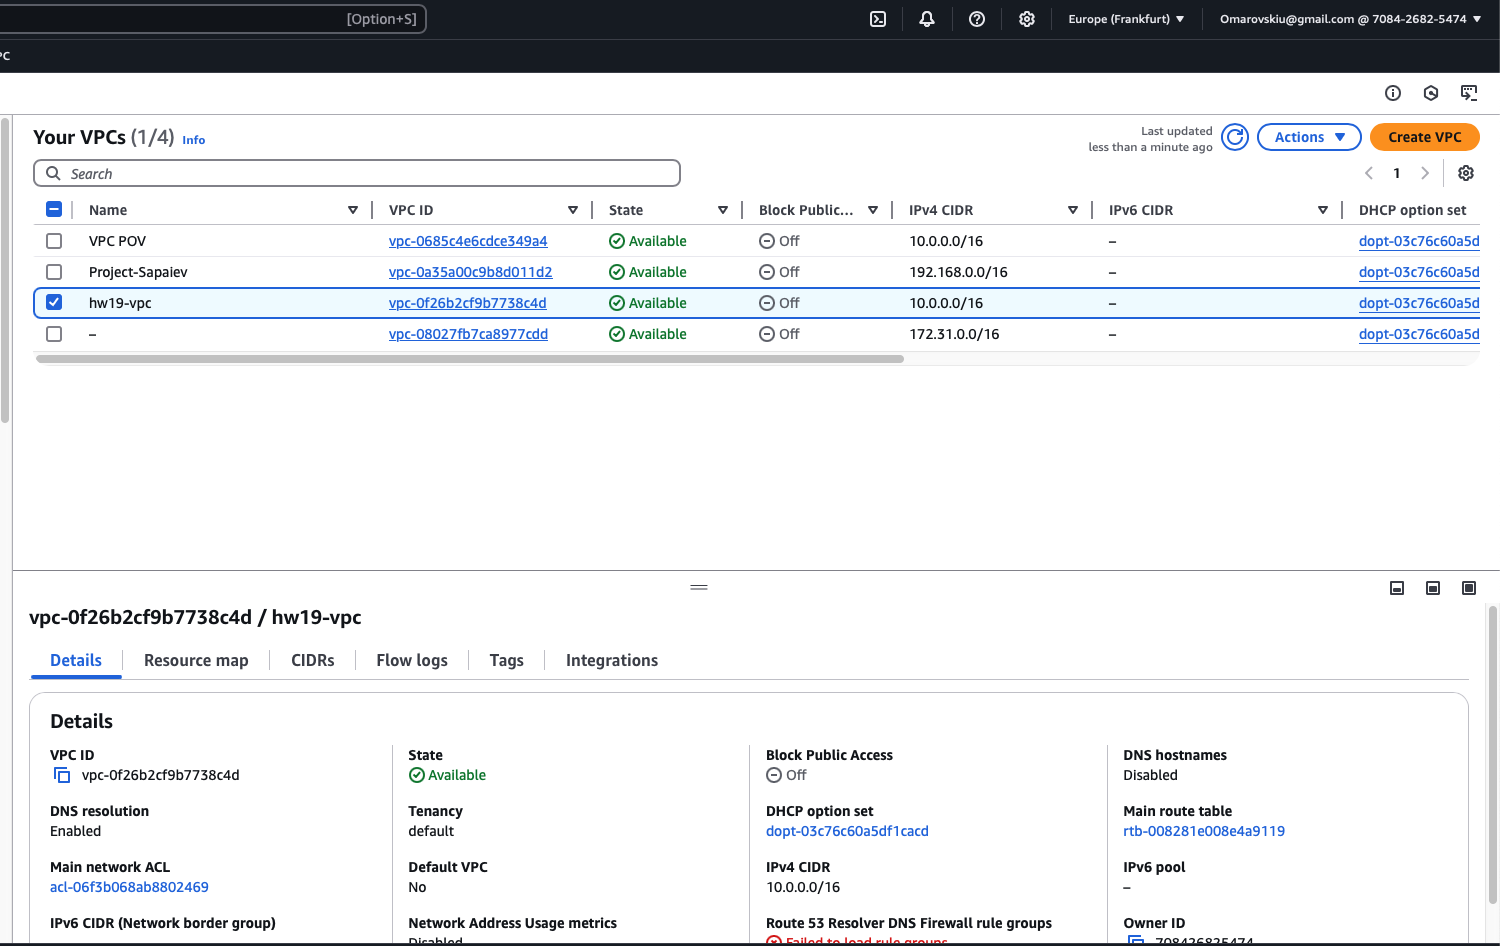 [Option+S]
Europe (Frankfurt) ▼
Omarovskiu@gmail.com @ 7084-2682-5474 ▼
PC
Your VPCs (1/4) Info
Last updated
less than a minute ago
Actions ▼
Create VPC
Search
1
Name
VPC ID
State
Block Public...
IPv4 CIDR
IPv6 CIDR
DHCP option set
VPC POV vpc-0685c4e6cdce349a4 Available Off 10.0.0.0/16 – dopt-03c76c60a5d
Project-Sapaiev vpc-0a35a00c9b8d011d2 Available Off 192.168.0.0/16 – dopt-03c76c60a5d
hw19-vpc vpc-0f26b2cf9b7738c4d Available Off 10.0.0.0/16 – dopt-03c76c60a5d
– vpc-08027fb7ca8977cdd Available Off 172.31.0.0/16 – dopt-03c76c60a5d
vpc-0f26b2cf9b7738c4d / hw19-vpc
Details
Resource map
CIDRs
Flow logs
Tags
Integrations
Details
VPC ID
vpc-0f26b2cf9b7738c4d
State
Available
Block Public Access
Off
DNS hostnames
Disabled
DNS resolution
Enabled
Tenancy
default
DHCP option set
dopt-03c76c60a5df1cacd
Main route table
rtb-008281e008e4a9119
Main network ACL
acl-06f3b068ab8802469
Default VPC
No
IPv4 CIDR
10.0.0.0/16
IPv6 pool
–
IPv6 CIDR (Network border group)
Network Address Usage metrics
Disabled
Route 53 Resolver DNS Firewall rule groups
Failed to load rule groups
Owner ID
708426825474